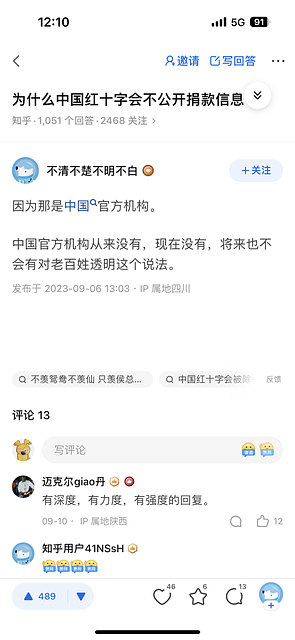 12:10
5G 91
邀请 写回答
为什么中国红十字会不公开捐款信息
知乎 · 1,051 个回答 · 2468 关注 >
不清不楚不明不白
+关注
因为那是中国官方机构。
中国官方机构从来没有，现在没有，将来也不
会有对老百姓透明这个说法。
发布于 2023-09-06 13:03 · IP 属地四川
不羡鸳鸯不羡仙 只羡侯总...
中国红十字会被除
反馈
评论 13
写评论
迈克尔giao丹
有深度，有力度，有强度的回复。
09-10 · IP 属地陕西
12
知乎用户41NSsH
489
46
6
13